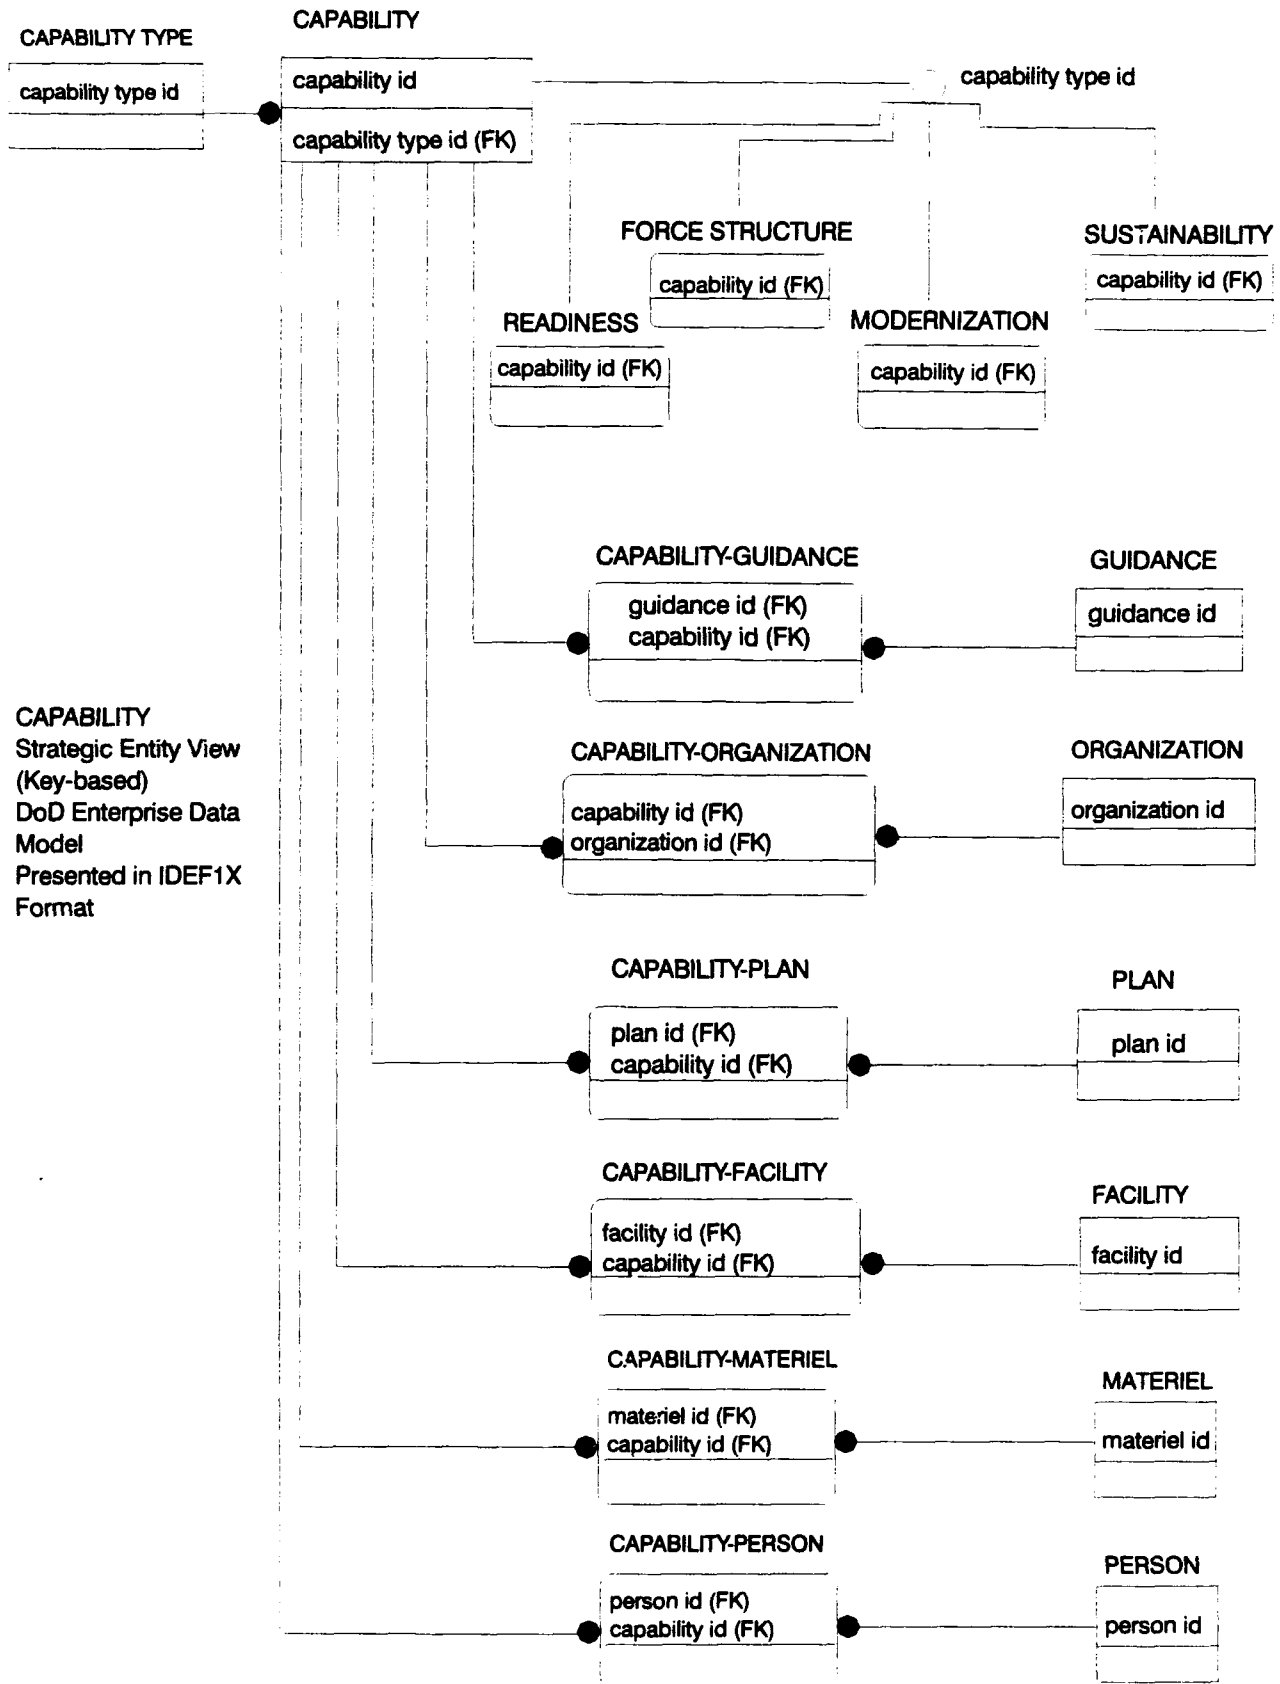 CAPABILITY TYPE
capability type id
CAPABILITY
capability id
capability type id (FK)
capability type id
FORCE STRUCTURE
capability id (FK)
SUSTAINABILITY
capability id (FK)
READINESS
capability id (FK)
MODERNIZATION
capability id (FK)
CAPABILITY-GUIDANCE
guidance id (FK)
capability id (FK)
GUIDANCE
guidance id
CAPABILITY
Strategic Entity View
(Key-based)
DoD Enterprise Data
Model
Presented in IDEF1X
Format
CAPABILITY-ORGANIZATION
capability id (FK)
organization id (FK)
ORGANIZATION
organization id
CAPABILITY-PLAN
plan id (FK)
capability id (FK)
PLAN
plan id
CAPABILITY-FACILITY
facility id (FK)
capability id (FK)
FACILITY
facility id
CAPABILITY-MATERIEL
materiel id (FK)
capability id (FK)
MATERIEL
materiel id
CAPABILITY-PERSON
person id (FK)
capability id (FK)
PERSON
person id